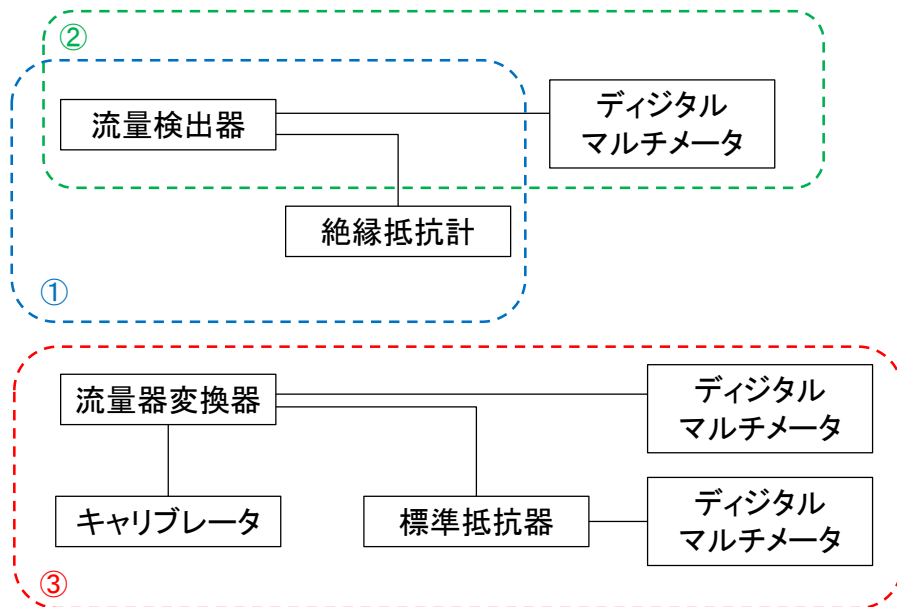 ②
流量検出器
ディジタル
マルチメータ
絶縁抵抗計
①
流量器変換器
ディジタル
マルチメータ
キャリブレータ
標準抵抗器
ディジタル
マルチメータ
③